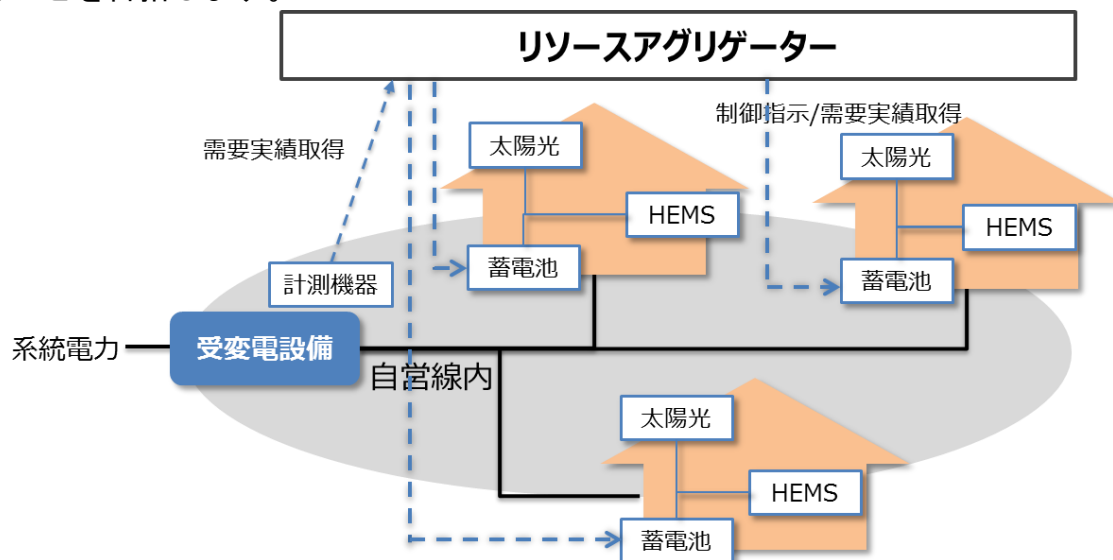 リソースアグリゲーター
制御指示/需要実績取得
需要実績取得
太陽光
HEMS
蓄電池
太陽光
HEMS
蓄電池
計測機器
系統電力
受変電設備
自営線内
太陽光
HEMS
蓄電池